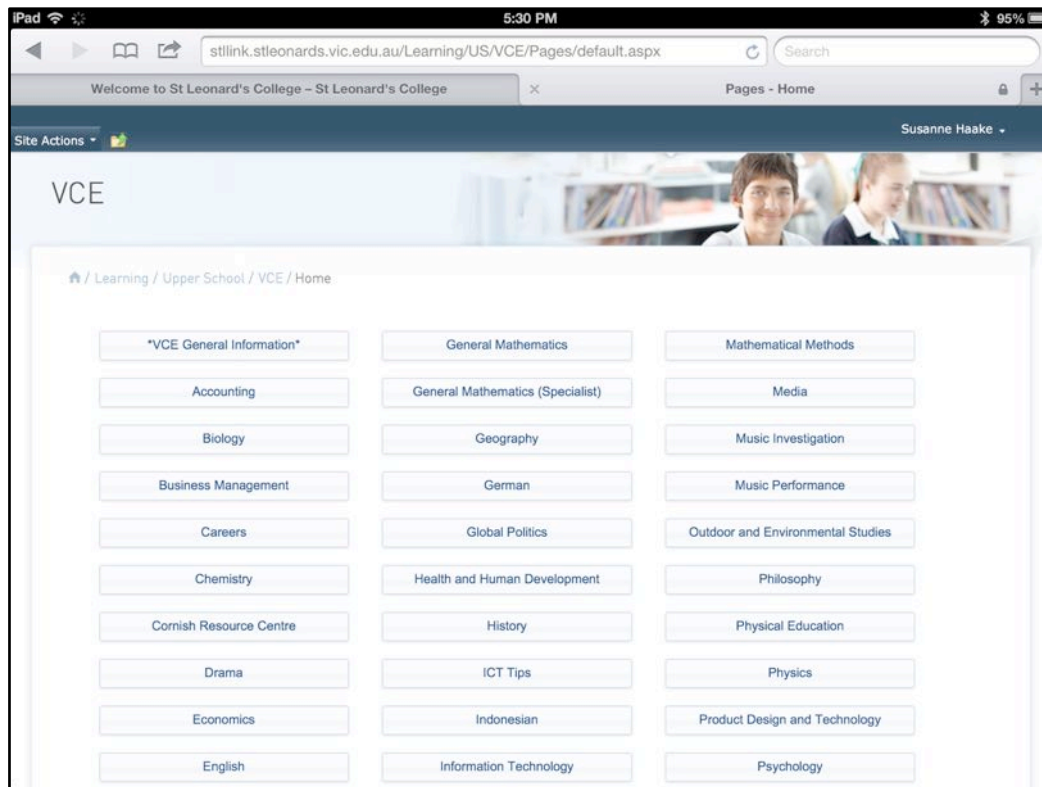 iPad 5:30 PM 95%
stllink.stleonards.vic.edu.au/Learning/US/VCE/Pages/default.aspx Search
Welcome to St Leonard's College – St Leonard's College Pages - Home
Susanne Haake
Site Actions
VCE
/ Learning / Upper School / VCE / Home
*VCE General Information* General Mathematics Mathematical Methods
Accounting General Mathematics (Specialist) Media
Biology Geography Music Investigation
Business Management German Music Performance
Careers Global Politics Outdoor and Environmental Studies
Chemistry Health and Human Development Philosophy
Cornish Resource Centre History Physical Education
Drama ICT Tips Physics
Economics Indonesian Product Design and Technology
English Information Technology Psychology